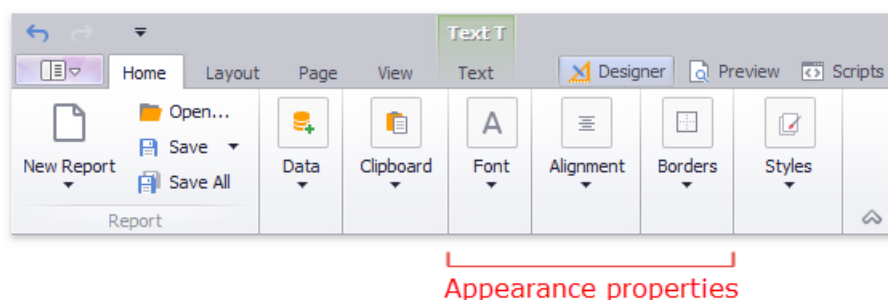 Text T
Home Layout Page View Text Designer Preview Scripts
Open...
Save
Save All
New Report
Data
Clipboard
A
Font
Alignment
Borders
Styles
Report
Appearance properties